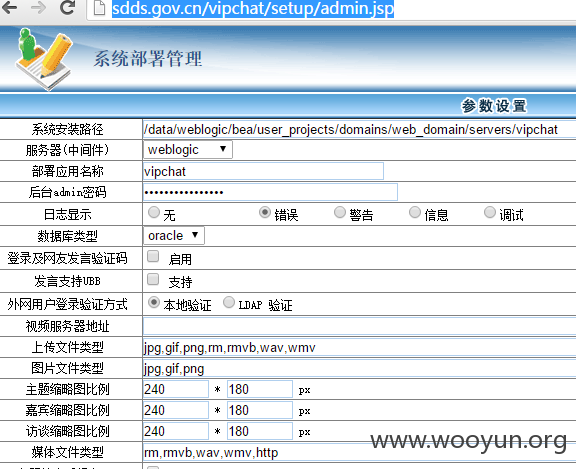 sdds.gov.cn/vipchat/setup/admin.jsp
系统部署管理
参数设置
系统安装路径 /data/weblogic/bea/user_projects/domains/web_domain/servers/vipchat
服务器(中间件) weblogic
部署应用名称 vipchat
后台admin密码 ••••••••••••••••
日志显示 无 错误 警告 信息 调试
数据库类型 oracle
登录及网友发言验证码 启用
发言支持UBB 支持
外网用户登录验证方式 本地验证 LDAP 验证
视频服务器地址
上传文件类型 jpg,gif,png,rm,rmvb,wav,wmv
图片文件类型 jpg,gif,png
主题缩略图比例 240 * 180 px
嘉宾缩略图比例 240 * 180 px
访谈缩略图比例 240 * 180 px
媒体文件类型 rm,rmvb,wav,wmv,http
www.wooyun.org